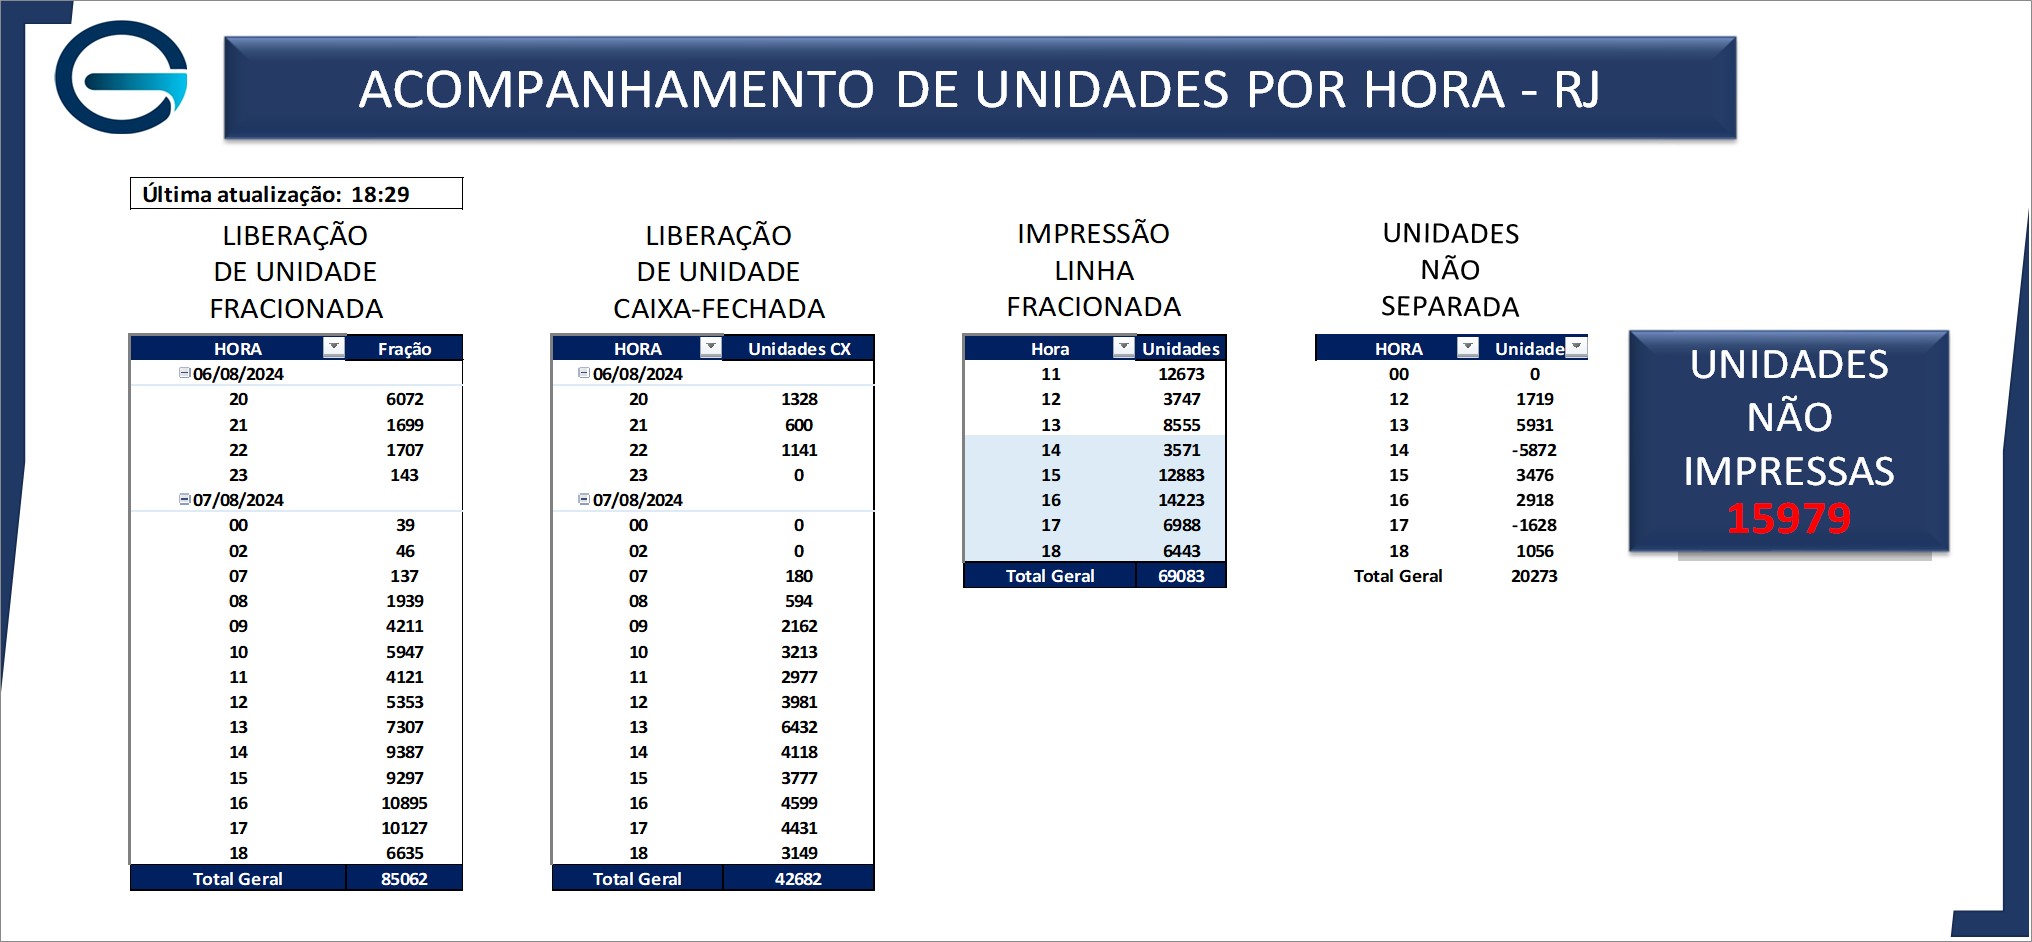 ACOMPANHAMENTO DE UNIDADES POR HORA - RJ
Última atualização: 18:29
LIBERAÇÃO
DE UNIDADE
FRACIONADA
HORA Fração
06/08/2024
20 6072
21 1699
22 1707
23 143
07/08/2024
00 39
02 46
07 137
08 1939
09 4211
10 5947
11 4121
12 5353
13 7307
14 9387
15 9297
16 10895
17 10127
18 6635
Total Geral 85062
LIBERAÇÃO
DE UNIDADE
CAIXA-FECHADA
HORA Unidades CX
06/08/2024
20 1328
21 600
22 1141
23 0
07/08/2024
00 0
02 0
07 180
08 594
09 2162
10 3213
11 2977
12 3981
13 6432
14 4118
15 3777
16 4599
17 4431
18 3149
Total Geral 42682
IMPRESSÃO
LINHA
FRACIONADA
Hora Unidades
11 12673
12 3747
13 8555
14 3571
15 12883
16 14223
17 6988
18 6443
Total Geral 69083
UNIDADES
NÃO
SEPARADA
HORA Unidade
00 0
12 1719
13 5931
14 -5872
15 3476
16 2918
17 -1628
18 1056
Total Geral 20273
UNIDADES
NÃO
IMPRESSAS
15979